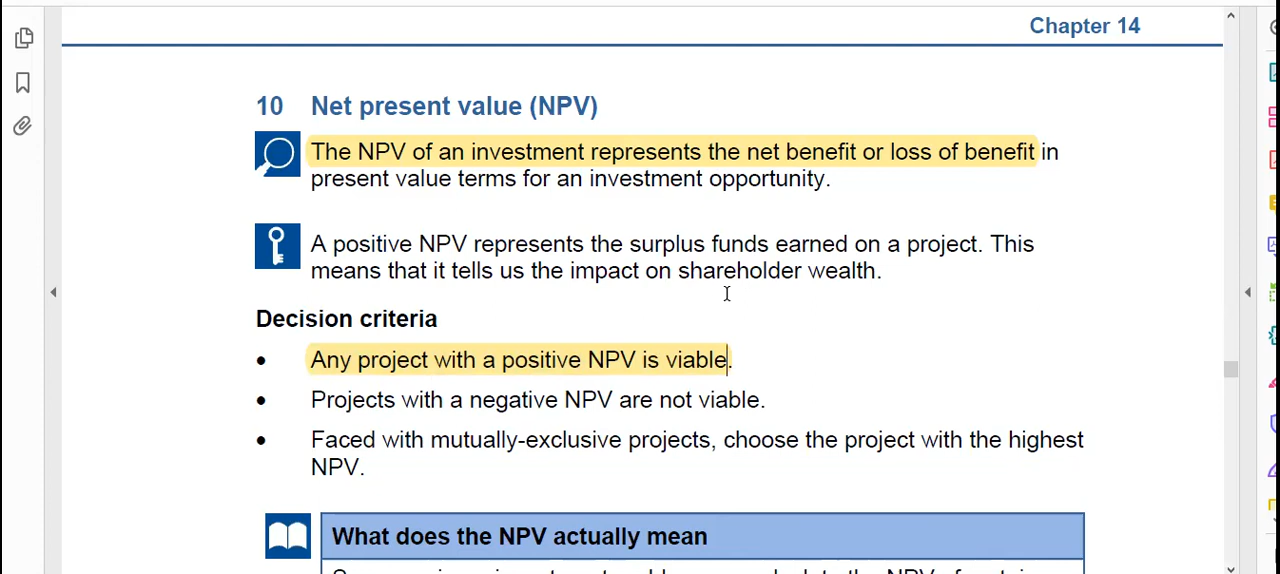 Chapter 14
10 Net present value (NPV)
The NPV of an investment represents the net benefit or loss of benefit in
present value terms for an investment opportunity.
A positive NPV represents the surplus funds earned on a project. This
means that it tells us the impact on shareholder wealth.
Decision criteria
• Any project with a positive NPV is viable.
• Projects with a negative NPV are not viable.
• Faced with mutually-exclusive projects, choose the project with the highest
NPV.
What does the NPV actually mean